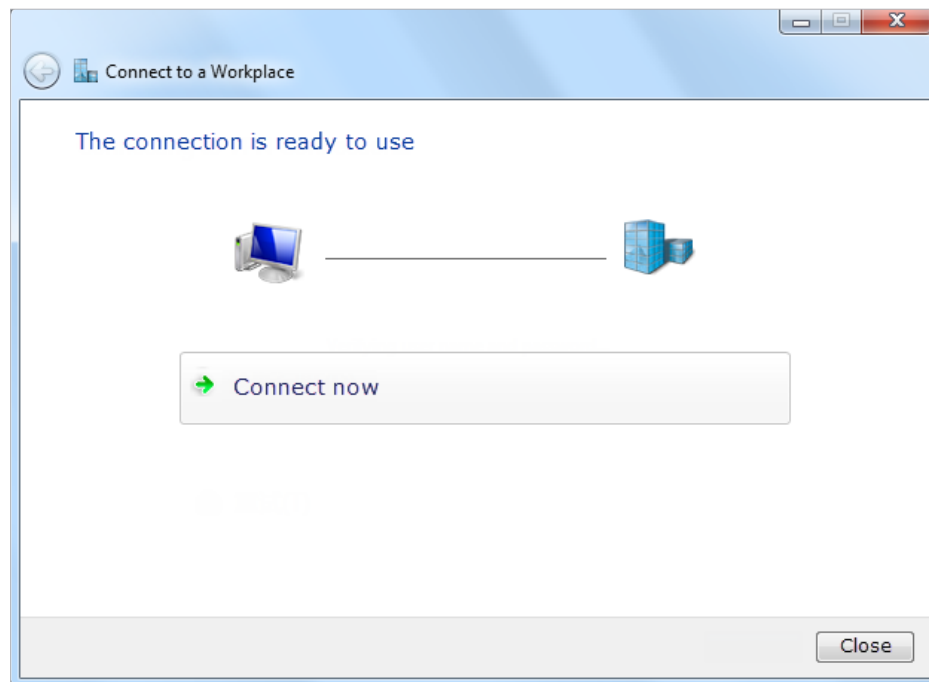 Connect to a Workplace
The connection is ready to use
Connect now
Close